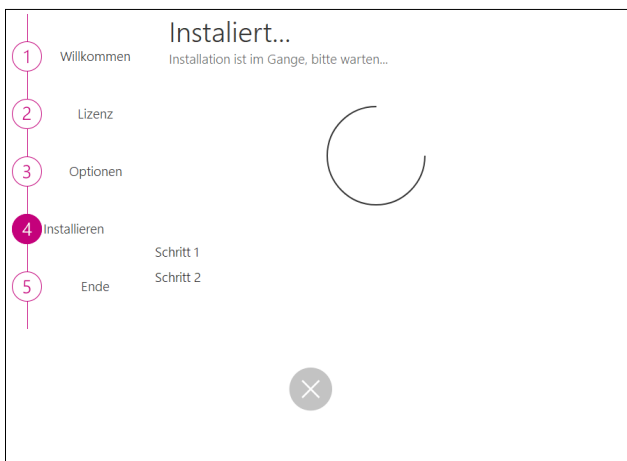 Instaliert...
Installation ist im Gange, bitte warten...
1 Willkommen
2 Lizenz
3 Optionen
4 Installieren
5 Ende
Schritt 1
Schritt 2